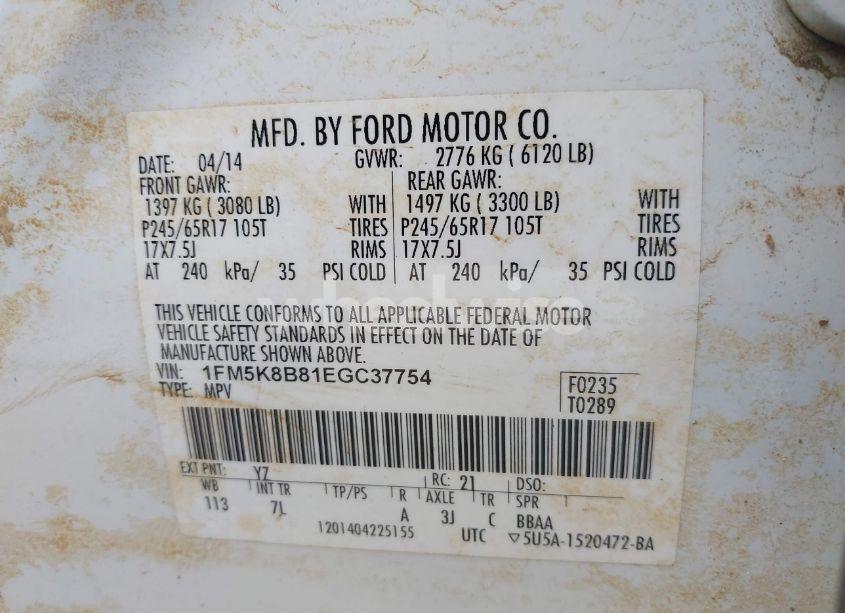 MFD. BY FORD MOTOR CO.
DATE: 04/14 GVWR: 2776 KG ( 6120 LB)
FRONT GAWR: REAR GAWR:
1397 KG ( 3080 LB) WITH 1497 KG ( 3300 LB) WITH
P245/65R17 105T TIRES P245/65R17 105T TIRES
17X7.5J RIMS 17X7.5J RIMS
AT 240 kPa/ 35 PSI COLD AT 240 kPa/ 35 PSI COLD
THIS VEHICLE CONFORMS TO ALL APPLICABLE FEDERAL MOTOR
VEHICLE SAFETY STANDARDS IN EFFECT ON THE DATE OF
MANUFACTURE SHOWN ABOVE.
VIN: 1FM5K8B81EGC37754
TYPE: MPV
F0235
T0289
EXT PNT: YZ RC: 21 DSO:
WB INT TR TP/PS R AXLE TR SPR
113 7L A 3J C BBAA
1201404225155 UTC ▽5U5A-1520472-BA